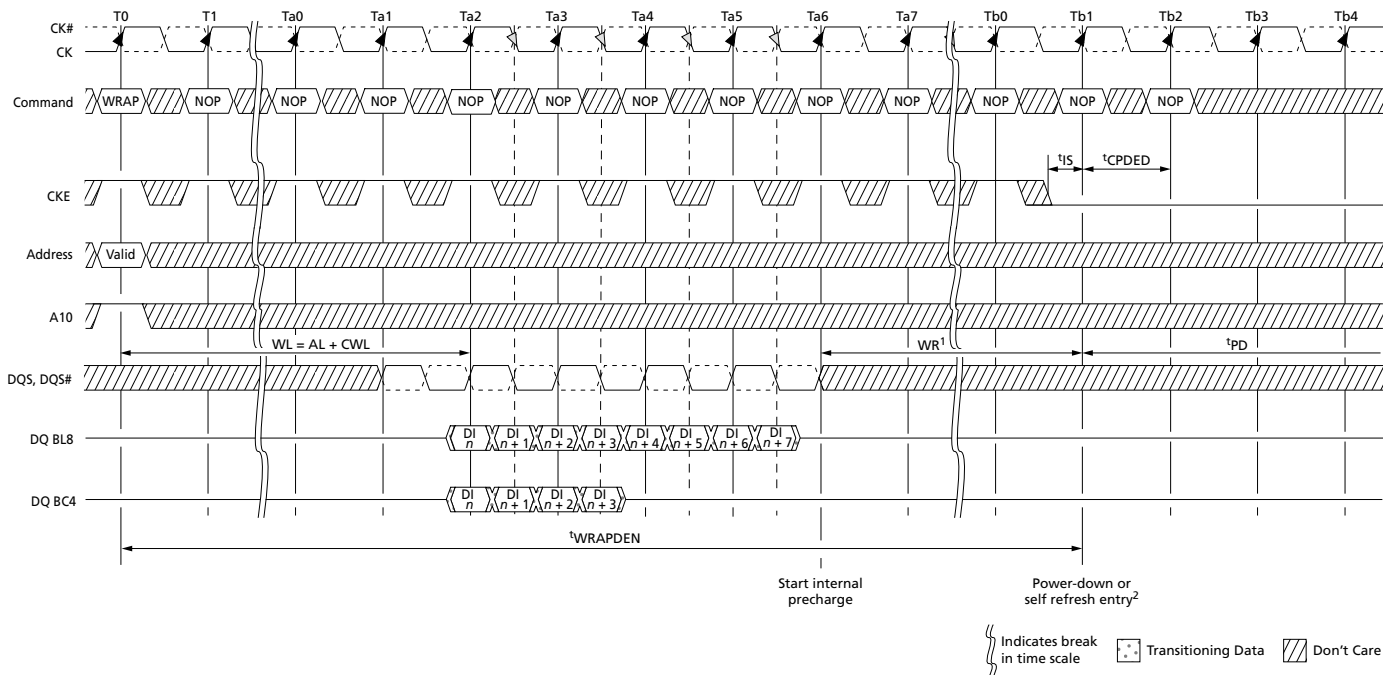 T0 T1 Ta0 Ta1 Ta2 Ta3 Ta4 Ta5 Ta6 Ta7 Tb0 Tb1 Tb2 Tb3 Tb4
CK#
CK
Command WRAP NOP NOP NOP NOP NOP NOP NOP NOP NOP NOP NOP NOP
tIS tCPDED
CKE
Address Valid
A10
WL = AL + CWL WR1 tPD
DQS, DQS#
DQ BL8 DI n DI n + 1 DI n + 2 DI n + 3 DI n + 4 DI n + 5 DI n + 6 DI n + 7
DQ BC4 DI n DI n + 1 DI n + 2 DI n + 3
tWRAPDEN
Start internal
precharge
Power-down or
self refresh entry2
Indicates break
in time scale
Transitioning Data
Don't Care